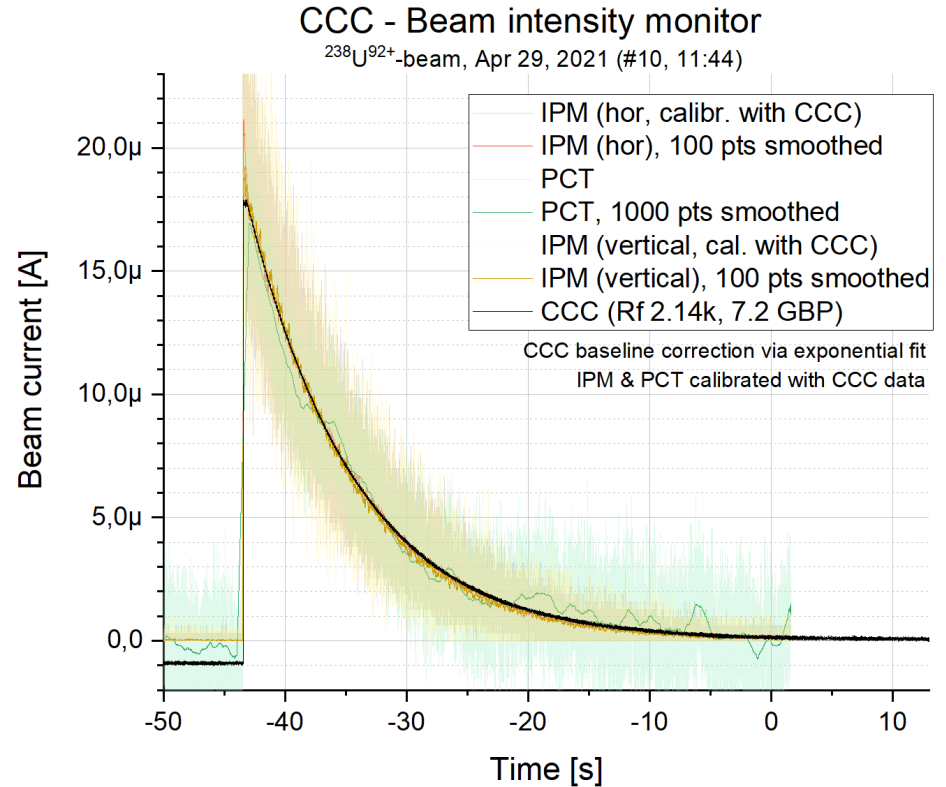 CCC - Beam intensity monitor
²³⁸U⁹²⁺-beam, Apr 29, 2021 (#10, 11:44)
IPM (hor, calibr. with CCC)
IPM (hor), 100 pts smoothed
PCT
PCT, 1000 pts smoothed
IPM (vertical, cal. with CCC)
IPM (vertical), 100 pts smoothed
CCC (Rf 2.14k, 7.2 GBP)
CCC baseline correction via exponential fit
IPM & PCT calibrated with CCC data
Beam current [A]
20,0µ
15,0µ
10,0µ
5,0µ
0,0
-50 -40 -30 -20 -10 0 10
Time [s]